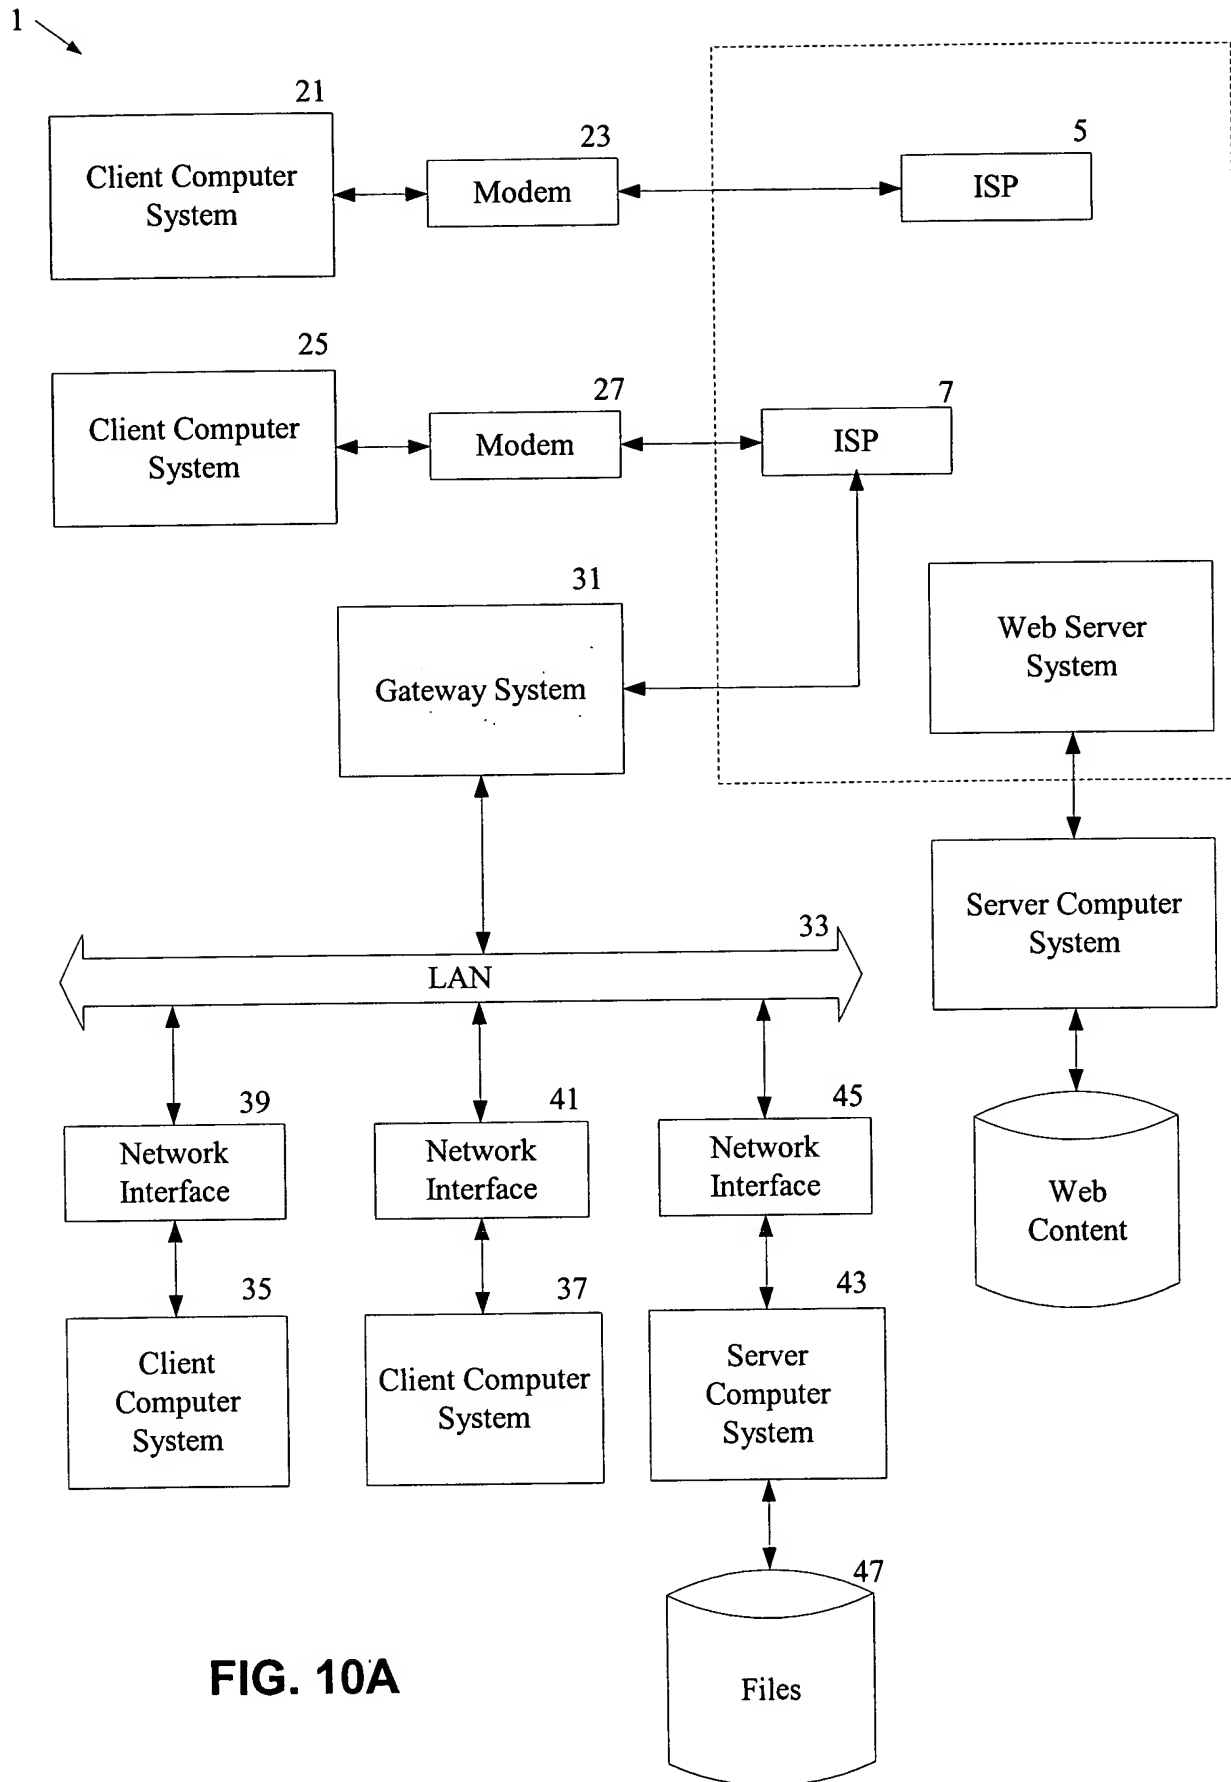 1
21
Client Computer
System
23
Modem
5
ISP
25
Client Computer
System
27
Modem
7
ISP
31
Gateway System
Web Server
System
Server Computer
System
33
LAN
39
Network
Interface
41
Network
Interface
45
Network
Interface
Web
Content
35
Client
Computer
System
37
Client Computer
System
43
Server
Computer
System
47
Files
FIG. 10A